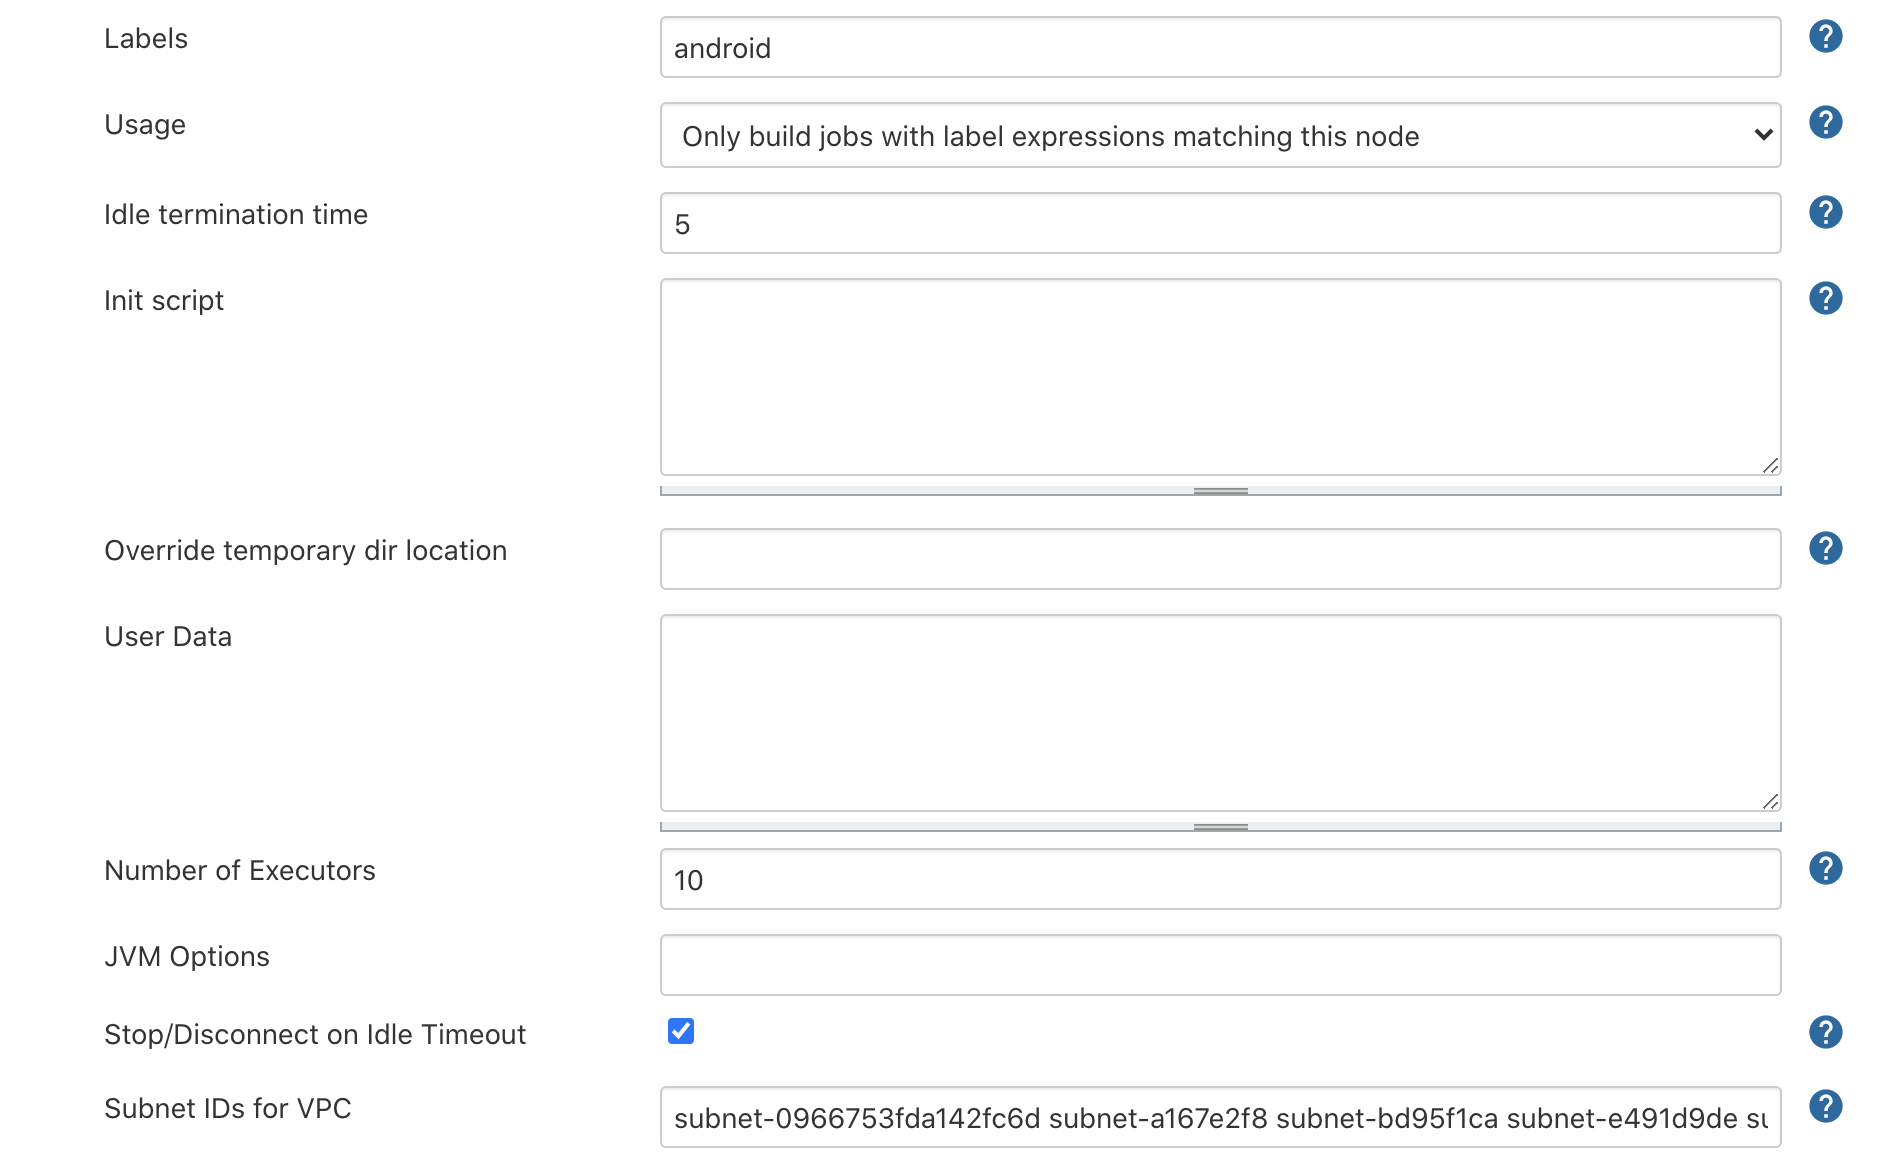 Labels
android
Usage
Only build jobs with label expressions matching this node
Idle termination time
5
Init script
Override temporary dir location
User Data
Number of Executors
10
JVM Options
Stop/Disconnect on Idle Timeout
Subnet IDs for VPC
subnet-0966753fda142fc6d subnet-a167e2f8 subnet-bd95f1ca subnet-e491d9de